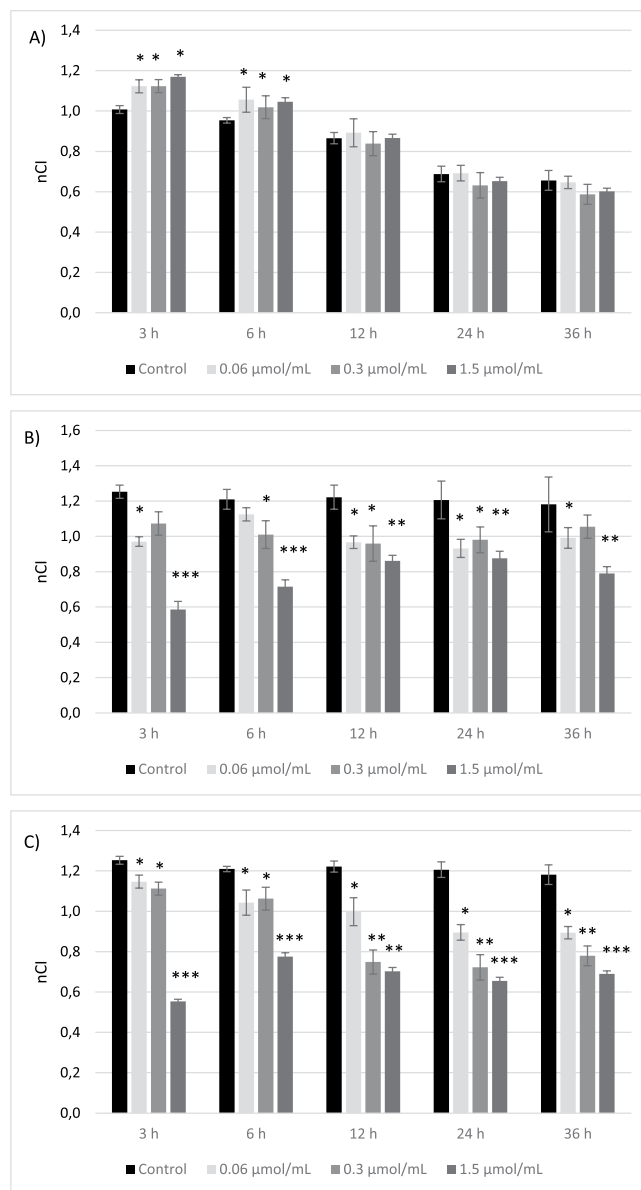 A)
1,4
1,2
* * *
* * *
1,0
0,8
nCI
0,6
0,4
0,2
0,0
3 h 6 h 12 h 24 h 36 h
Control 0.06 µmol/mL 0.3 µmol/mL 1.5 µmol/mL
B)
1,6
1,4
1,2
* * * * * ** * * ** *
1,0
*** *** **
0,8
nCI
0,6
0,4
0,2
0,0
3 h 6 h 12 h 24 h 36 h
Control 0.06 µmol/mL 0.3 µmol/mL 1.5 µmol/mL
C)
1,4
1,2
* * * * *
1,0
* *
*** ** ** ** *** ** ***
0,8
***
nCI
0,6
0,4
0,2
0,0
3 h 6 h 12 h 24 h 36 h
Control 0.06 µmol/mL 0.3 µmol/mL 1.5 µmol/mL